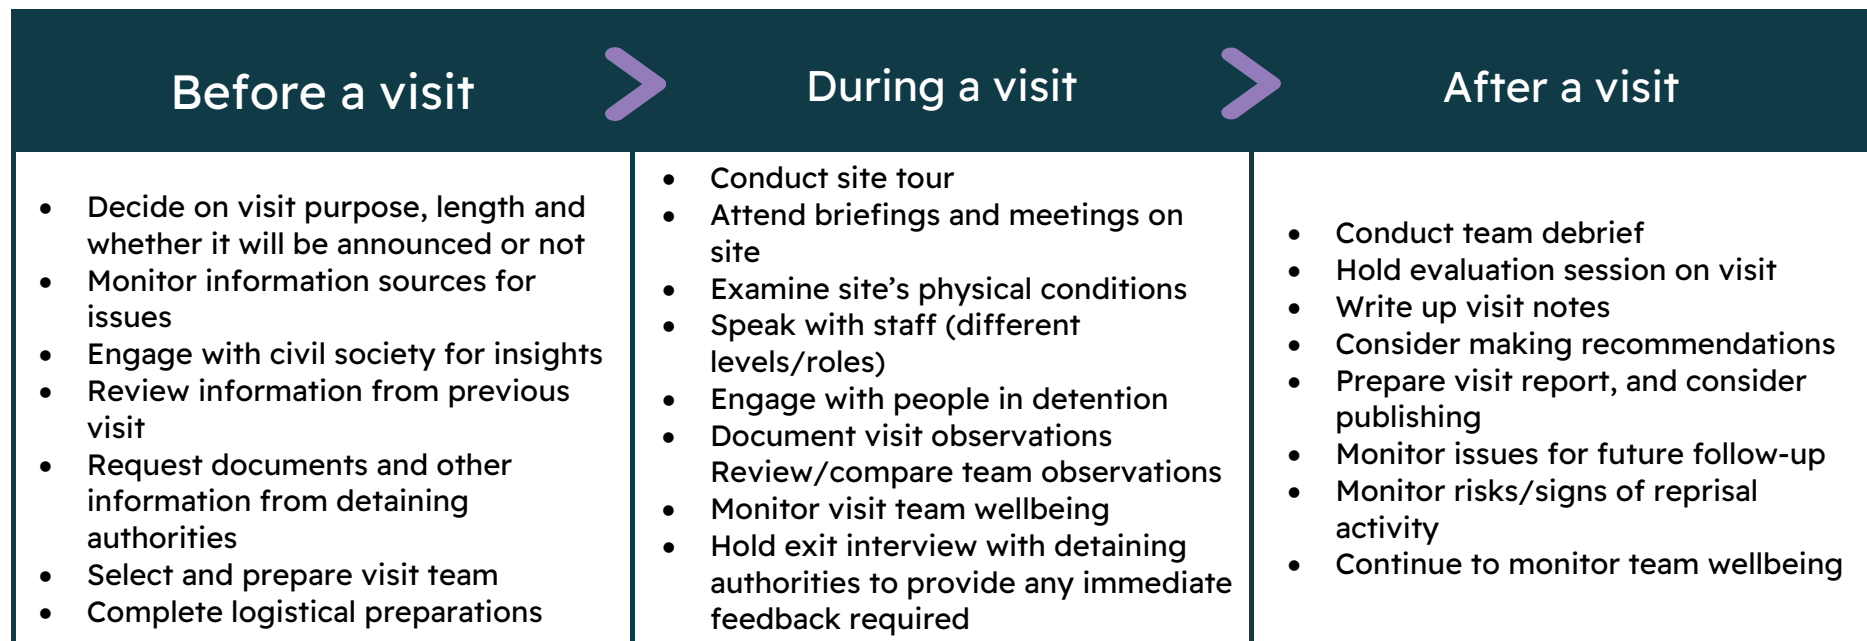 Before a visit
During a visit
After a visit
• Decide on visit purpose, length and
whether it will be announced or not
• Monitor information sources for
issues
• Engage with civil society for insights
• Review information from previous
visit
• Request documents and other
information from detaining
authorities
• Select and prepare visit team
• Complete logistical preparations
• Conduct site tour
• Attend briefings and meetings on
site
• Examine site’s physical conditions
• Speak with staff (different
levels/roles)
• Engage with people in detention
• Document visit observations
Review/compare team observations
• Monitor visit team wellbeing
• Hold exit interview with detaining
authorities to provide any immediate
feedback required
• Conduct team debrief
• Hold evaluation session on visit
• Write up visit notes
• Consider making recommendations
• Prepare visit report, and consider
publishing
• Monitor issues for future follow-up
• Monitor risks/signs of reprisal
activity
• Continue to monitor team wellbeing